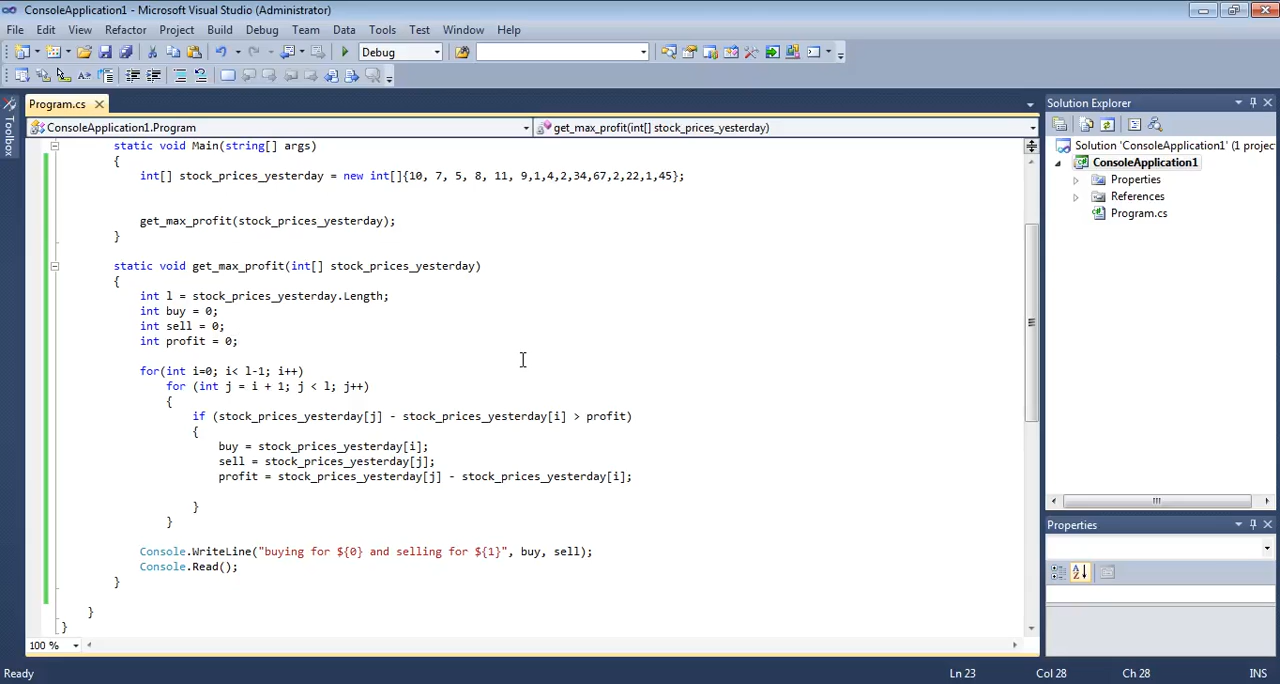 ConsoleApplication1 - Microsoft Visual Studio (Administrator)
File Edit View Refactor Project Build Debug Team Data Tools Test Window Help
Debug
Toolbox
Program.cs
ConsoleApplication1.Program get_max_profit(int[] stock_prices_yesterday)
static void Main(string[] args)
{
int[] stock_prices_yesterday = new int[]{10, 7, 5, 8, 11, 9,1,4,2,34,67,2,22,1,45};
get_max_profit(stock_prices_yesterday);
}
static void get_max_profit(int[] stock_prices_yesterday)
{
int l = stock_prices_yesterday.Length;
int buy = 0;
int sell = 0;
int profit = 0;
for(int i=0; i< l-1; i++)
for (int j = i + 1; j < l; j++)
{
if (stock_prices_yesterday[j] - stock_prices_yesterday[i] > profit)
{
buy = stock_prices_yesterday[i];
sell = stock_prices_yesterday[j];
profit = stock_prices_yesterday[j] - stock_prices_yesterday[i];
}
}
Console.WriteLine("buying for ${0} and selling for ${1}", buy, sell);
Console.Read();
}
}
}
100 %
Solution Explorer
Solution 'ConsoleApplication1' (1 projec
ConsoleApplication1
Properties
References
Program.cs
Properties
Ready Ln 23 Col 28 Ch 28 INS